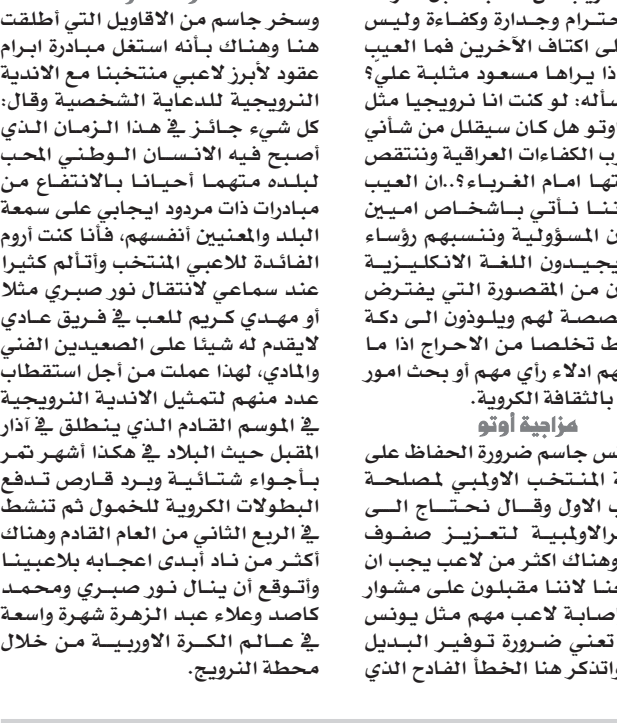 حترام وجدارة وكفاءة وليس
لى اكتاف الآخرين فما العيب
ذا يراها مسعود مثلبة عليّ؟
سأله: لو كنت انا نرويجيا مثل
وتو هل كان سيقلل من شأني
رب الكفاءات العراقية وننتقص
تها امام الغرباء؟..ان العيب
تنا نأتي باشخاص اميين
ن المسؤولية وننسبهم رؤساء
يجيدون اللغة الانكليزية
ن من المقصورة التي يفترض
صصة لهم ويلوذون الى دكة
ط تخلصا من الاحراج اذا ما
هم ادلاء رأي مهم أو بحث امور
بالثقافة الكروية.
مزاجية أوتو
س جاسم ضرورة الحفاظ على
ة المنتخب الاولمبي لمصلحة
ب الاول وقال نحتاج الى
رالاولمبية لتعزيز صفوف
وهناك اكثر من لاعب يجب ان
نا لاننا مقبلون على مشوار
اصابة لاعب مهم مثل يونس
تعني ضرورة توفير البديل
واتذكر هنا الخطأ الفادح الذي
وسخر جاسم من الاقاويل التي أطلقت
هنا وهناك بأنه استغل مبادرة ابرام
عقود لأبرز لاعبي منتخبنا مع الاندية
النرويجية للدعاية الشخصية وقال:
كل شيء جائز في هذا الزمان الذي
أصبح فيه الانسان الوطني المحب
لبلده متهما أحيانا بالانتفاع من
مبادرات ذات مردود ايجابي على سمعة
البلد والمعنيين أنفسهم، فأنا كنت أروم
الفائدة للاعبي المنتخب وأتألم كثيرا
عند سماعي لانتقال نور صبري مثلا
أو مهدي كريم للعب في فريق عادي
لايقدم له شيئا على الصعيدين الفني
والمادي، لهذا عملت من أجل استقطاب
عدد منهم لتمثيل الاندية النرويجية
في الموسم القادم الذي ينطلق في آذار
المقبل حيث البلاد في هكذا أشهر تمر
بأجواء شتائية وبرد قارص تدفع
البطولات الكروية للخمول ثم تنشط
في الربع الثاني من العام القادم وهناك
أكثر من ناد أبدى اعجابه بلاعبينا
وأتوقع أن ينال نور صبري ومحمد
كاصد وعلاء عبد الزهرة شهرة واسعة
في عالم الكرة الاوربية من خلال
محطة النرويج.